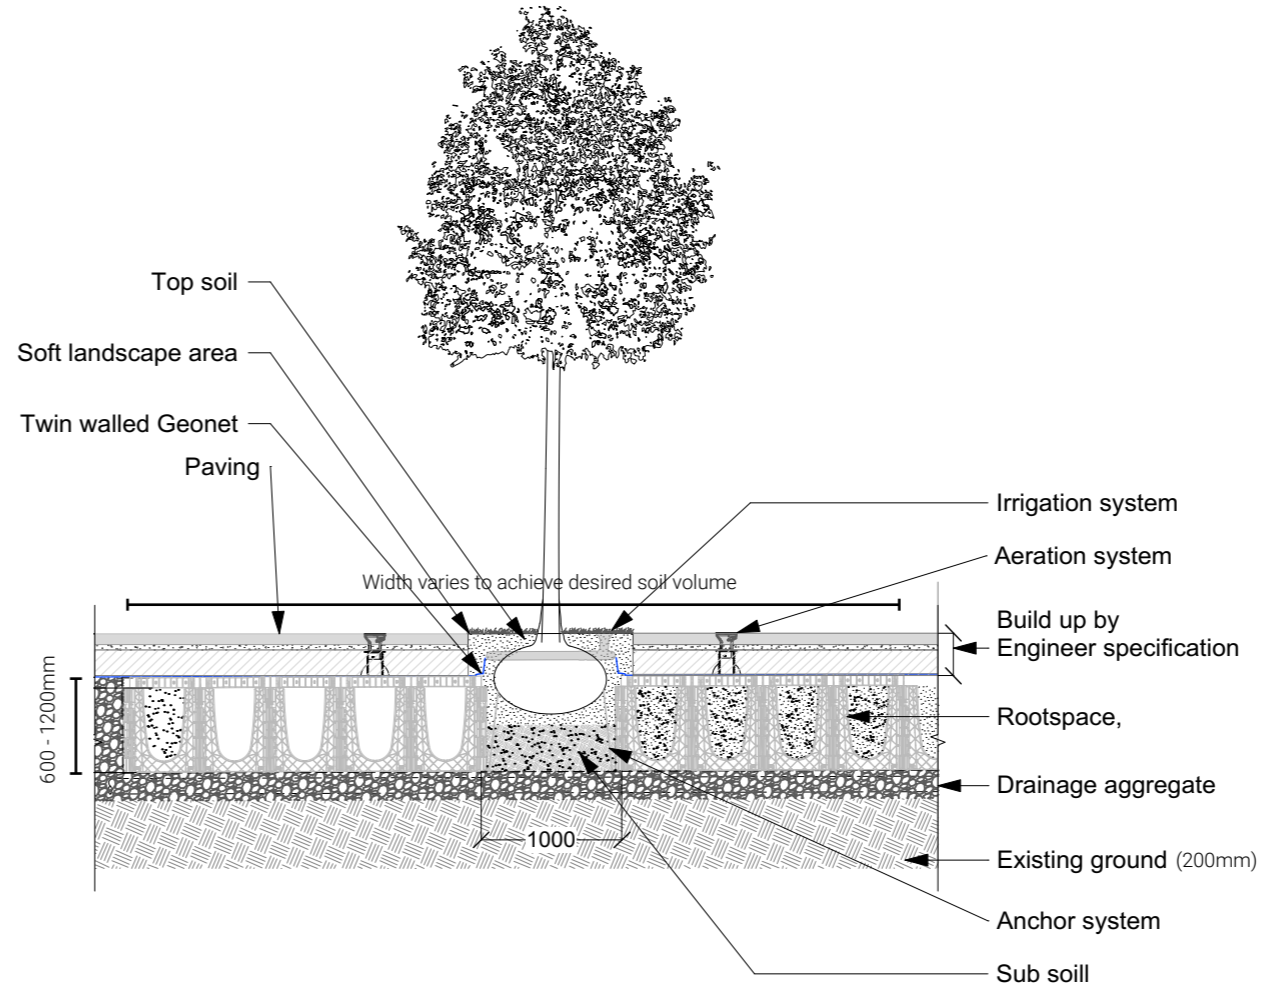 Top soil
Soft landscape area
Twin walled Geonet
Paving
Irrigation system
Aeration system
Width varies to achieve desired soil volume
Build up by
Engineer specification
Rootspace,
600 - 1200mm
Drainage aggregate
1000
Existing ground (200mm)
Anchor system
Sub soill